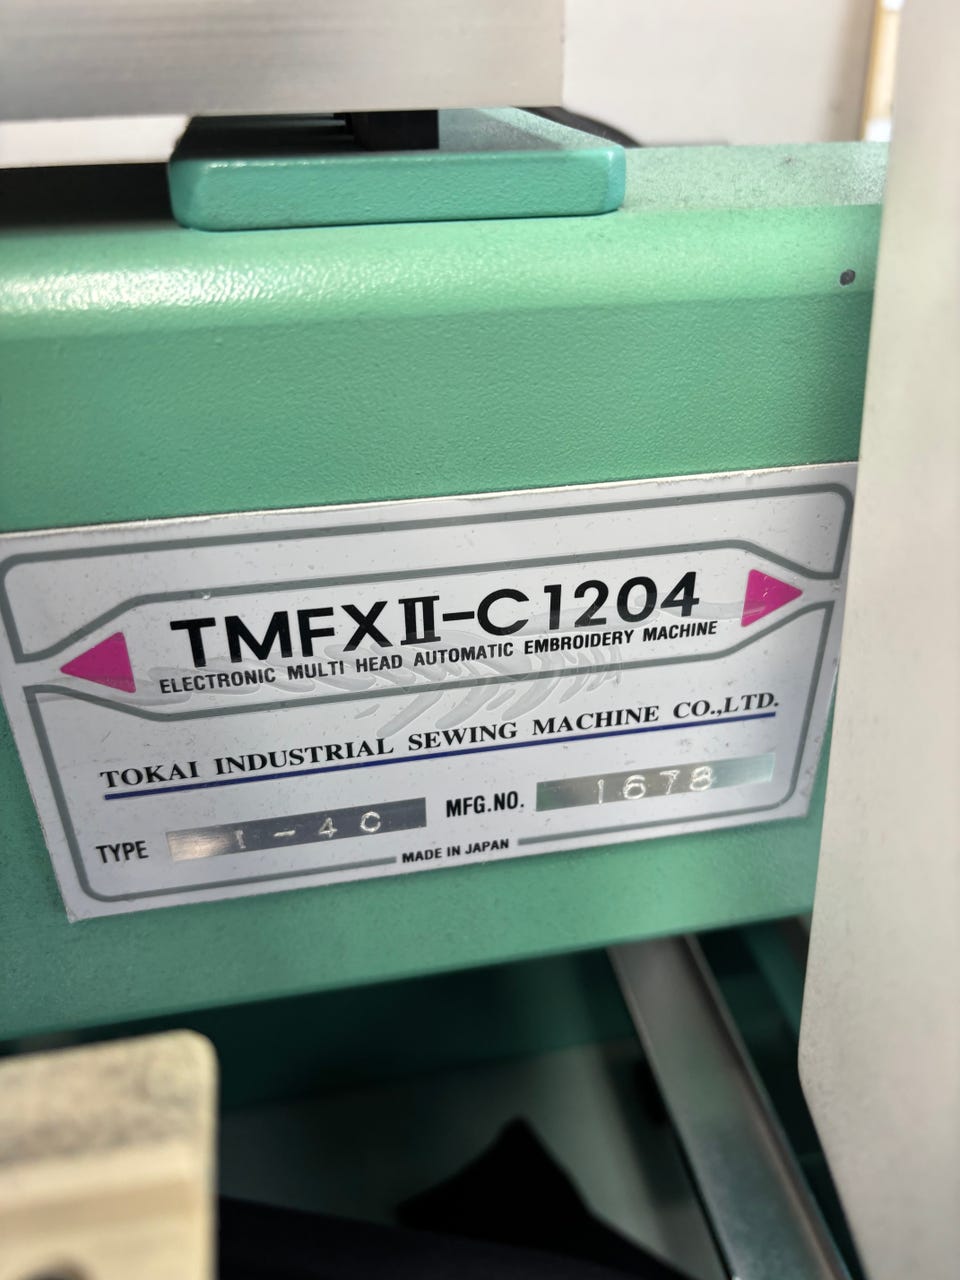 TMFXⅡ-C1204
ELECTRONIC MULTI HEAD AUTOMATIC EMBROIDERY MACHINE
TOKAI INDUSTRIAL SEWING MACHINE CO.,LTD.
TYPE I-4C MFG.NO. 1678
MADE IN JAPAN